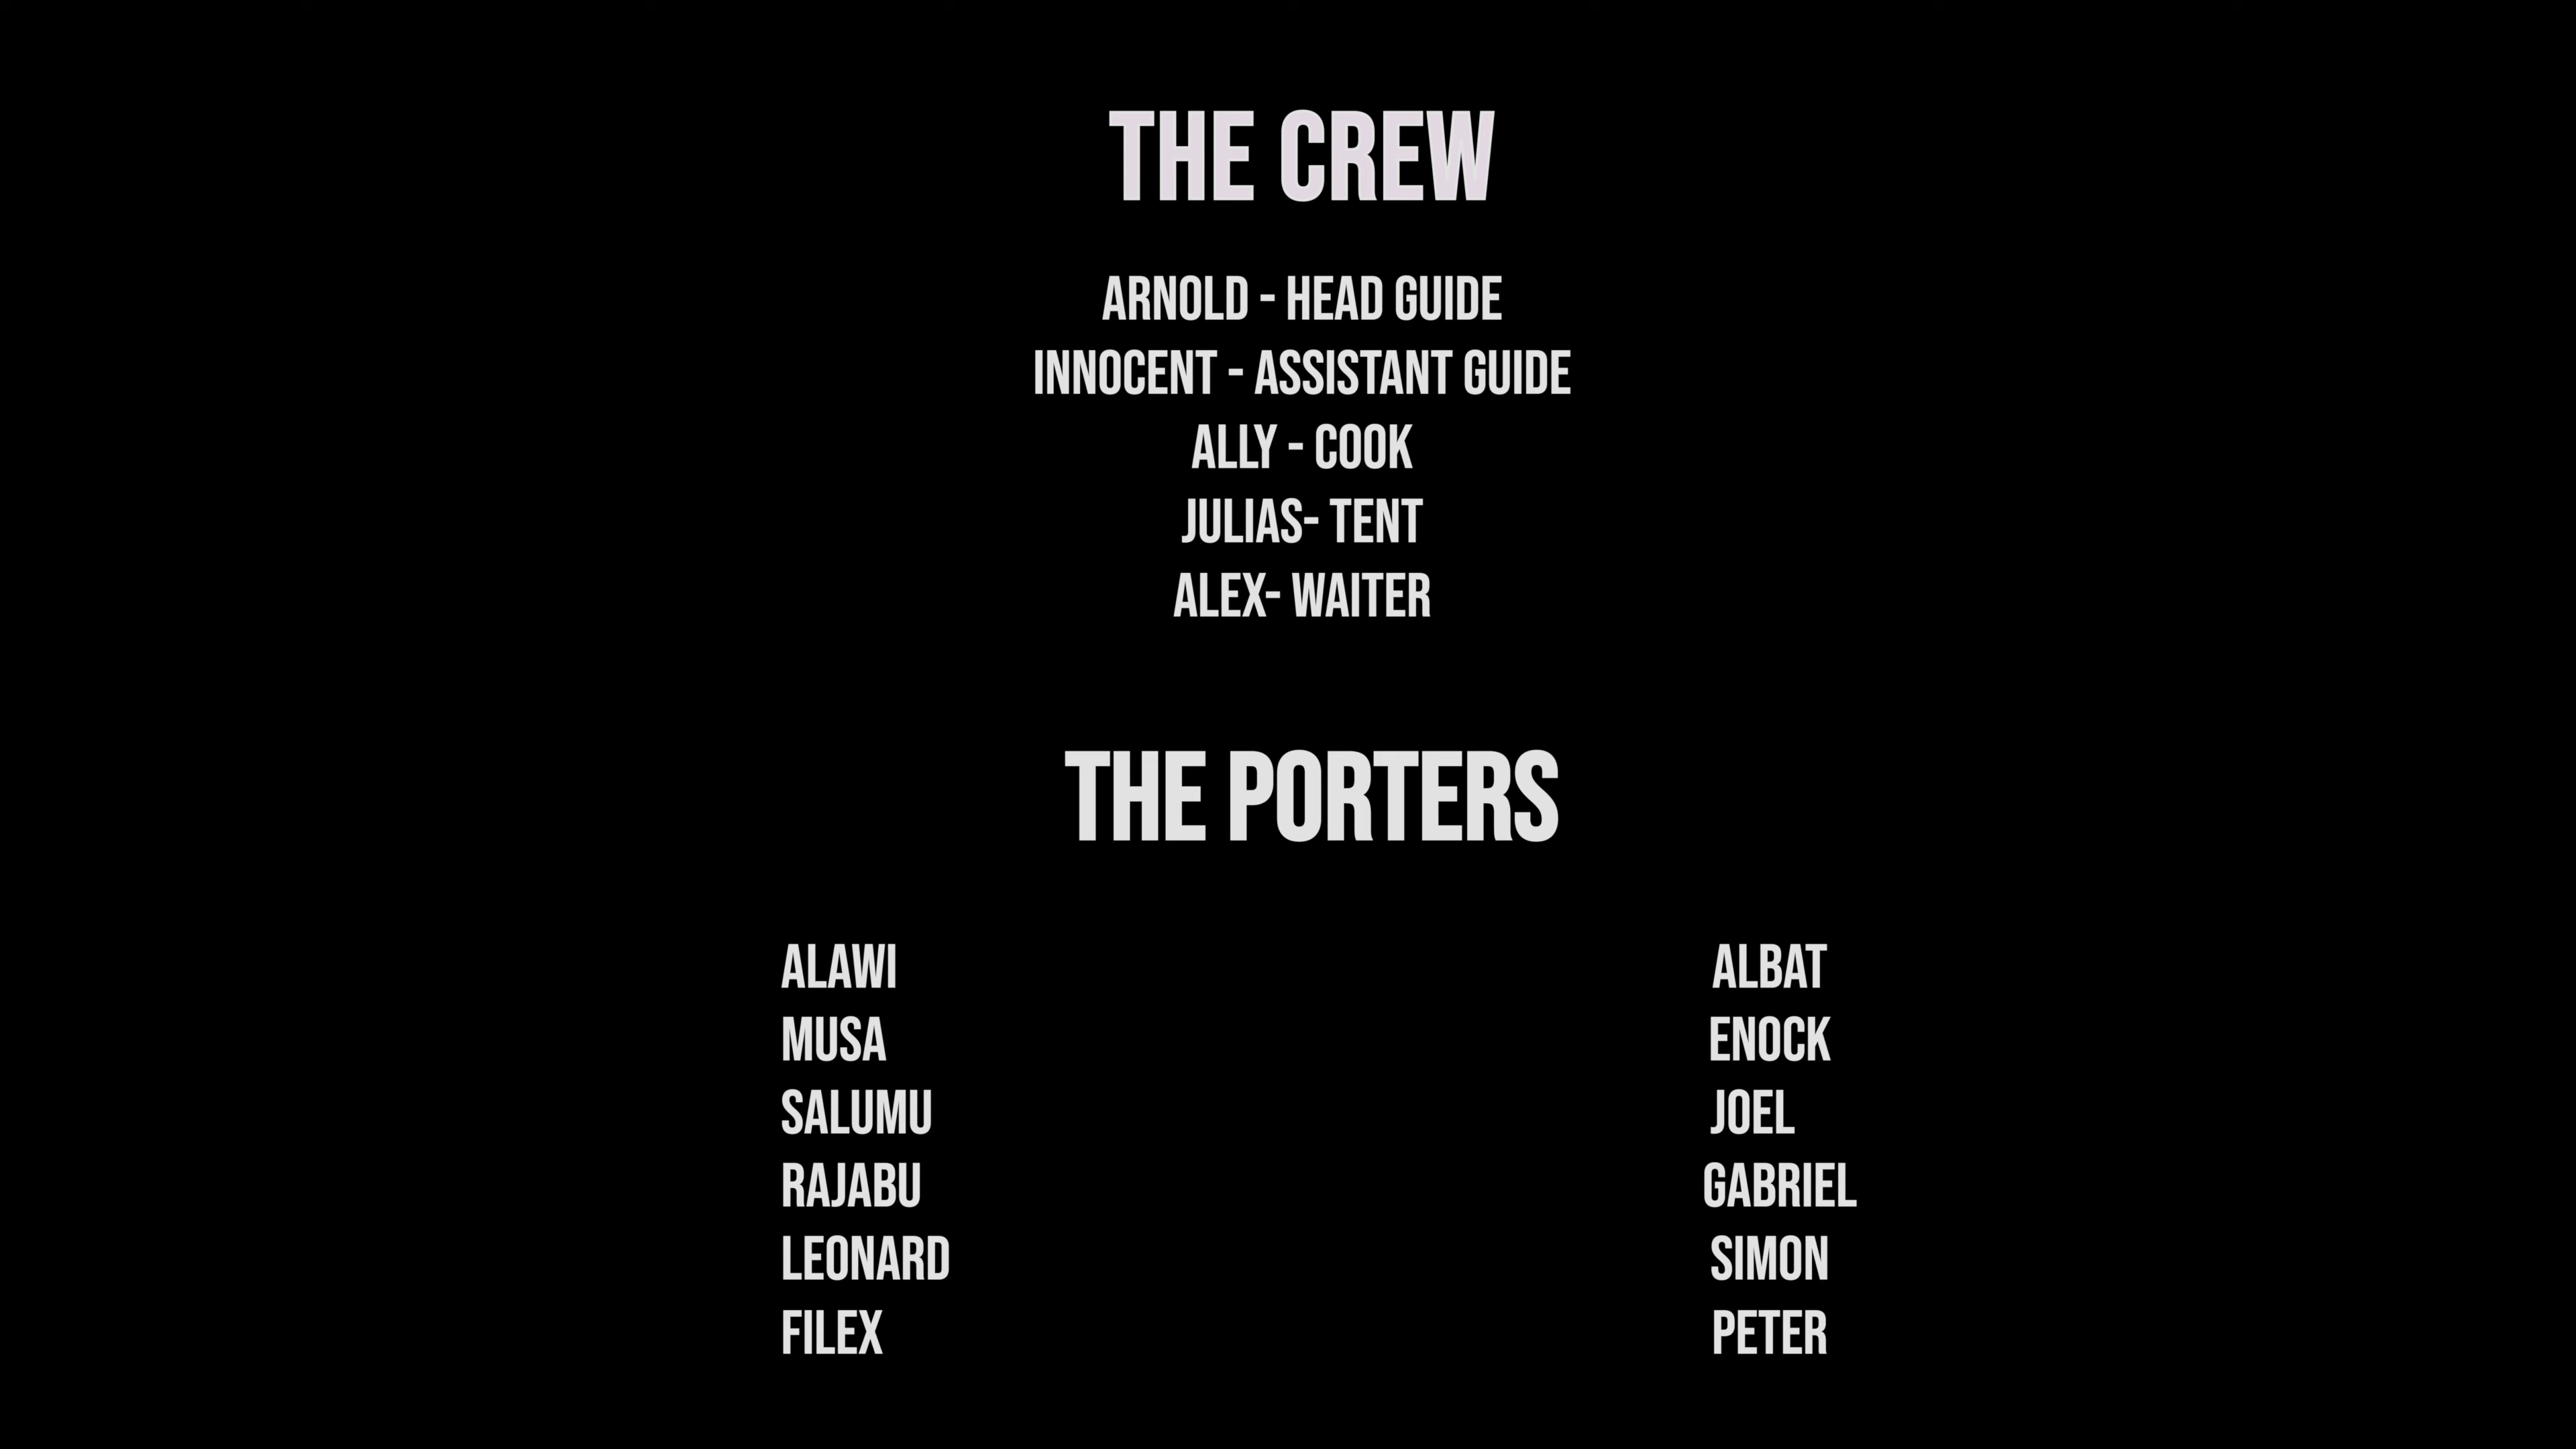 THE CREW
ARNOLD - HEAD GUIDE
INNOCENT - ASSISTANT GUIDE
ALLY - COOK
JULIAS- TENT
ALEX- WAITER
THE PORTERS
ALAWI
MUSA
SALUMU
RAJABU
LEONARD
FILEX
ALBAT
ENOCK
JOEL
GABRIEL
SIMON
PETER